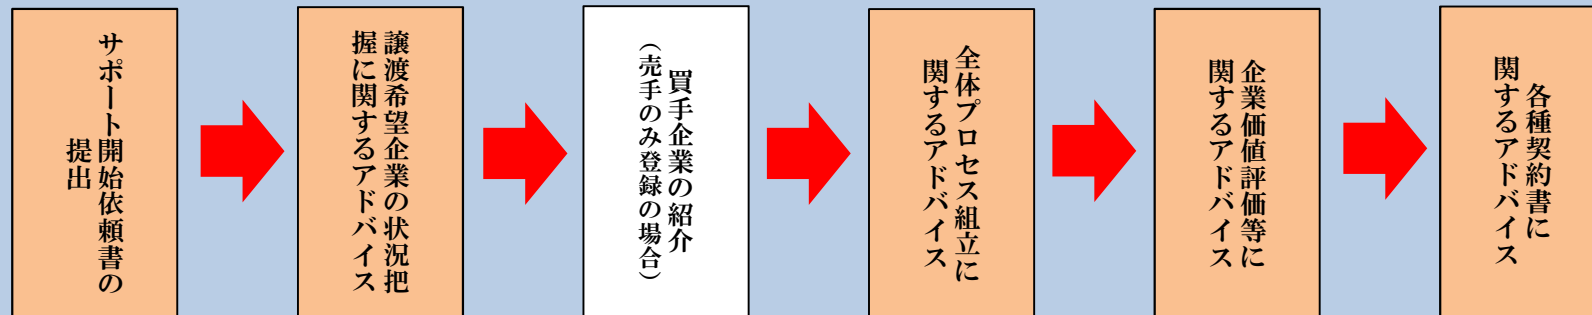 サポート開始依頼書の
提出
譲渡希望企業の状況把
握に関するアドバイス
買手企業の紹介
（売手のみ登録の場合）
全体プロセス組立に
関するアドバイス
企業価値評価等に
関するアドバイス
各種契約書に
関するアドバイス